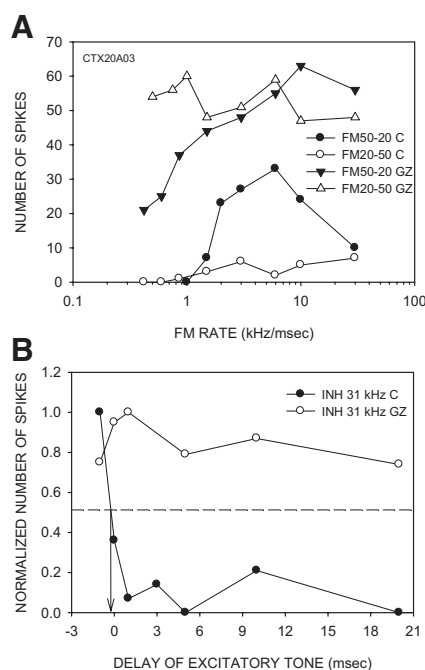 A
CTX20A03
NUMBER OF SPIKES
70
60
50
40
30
20
10
0
FM50-20 C
FM20-50 C
FM50-20 GZ
FM20-50 GZ
0.1 1 10 100
FM RATE (kHz/msec)
B
NORMALIZED NUMBER OF SPIKES
1.2
1.0
0.8
0.6
0.4
0.2
0.0
INH 31 kHz C
INH 31 kHz GZ
-3 0 3 6 9 12 15 18 21
DELAY OF EXCITATORY TONE (msec)